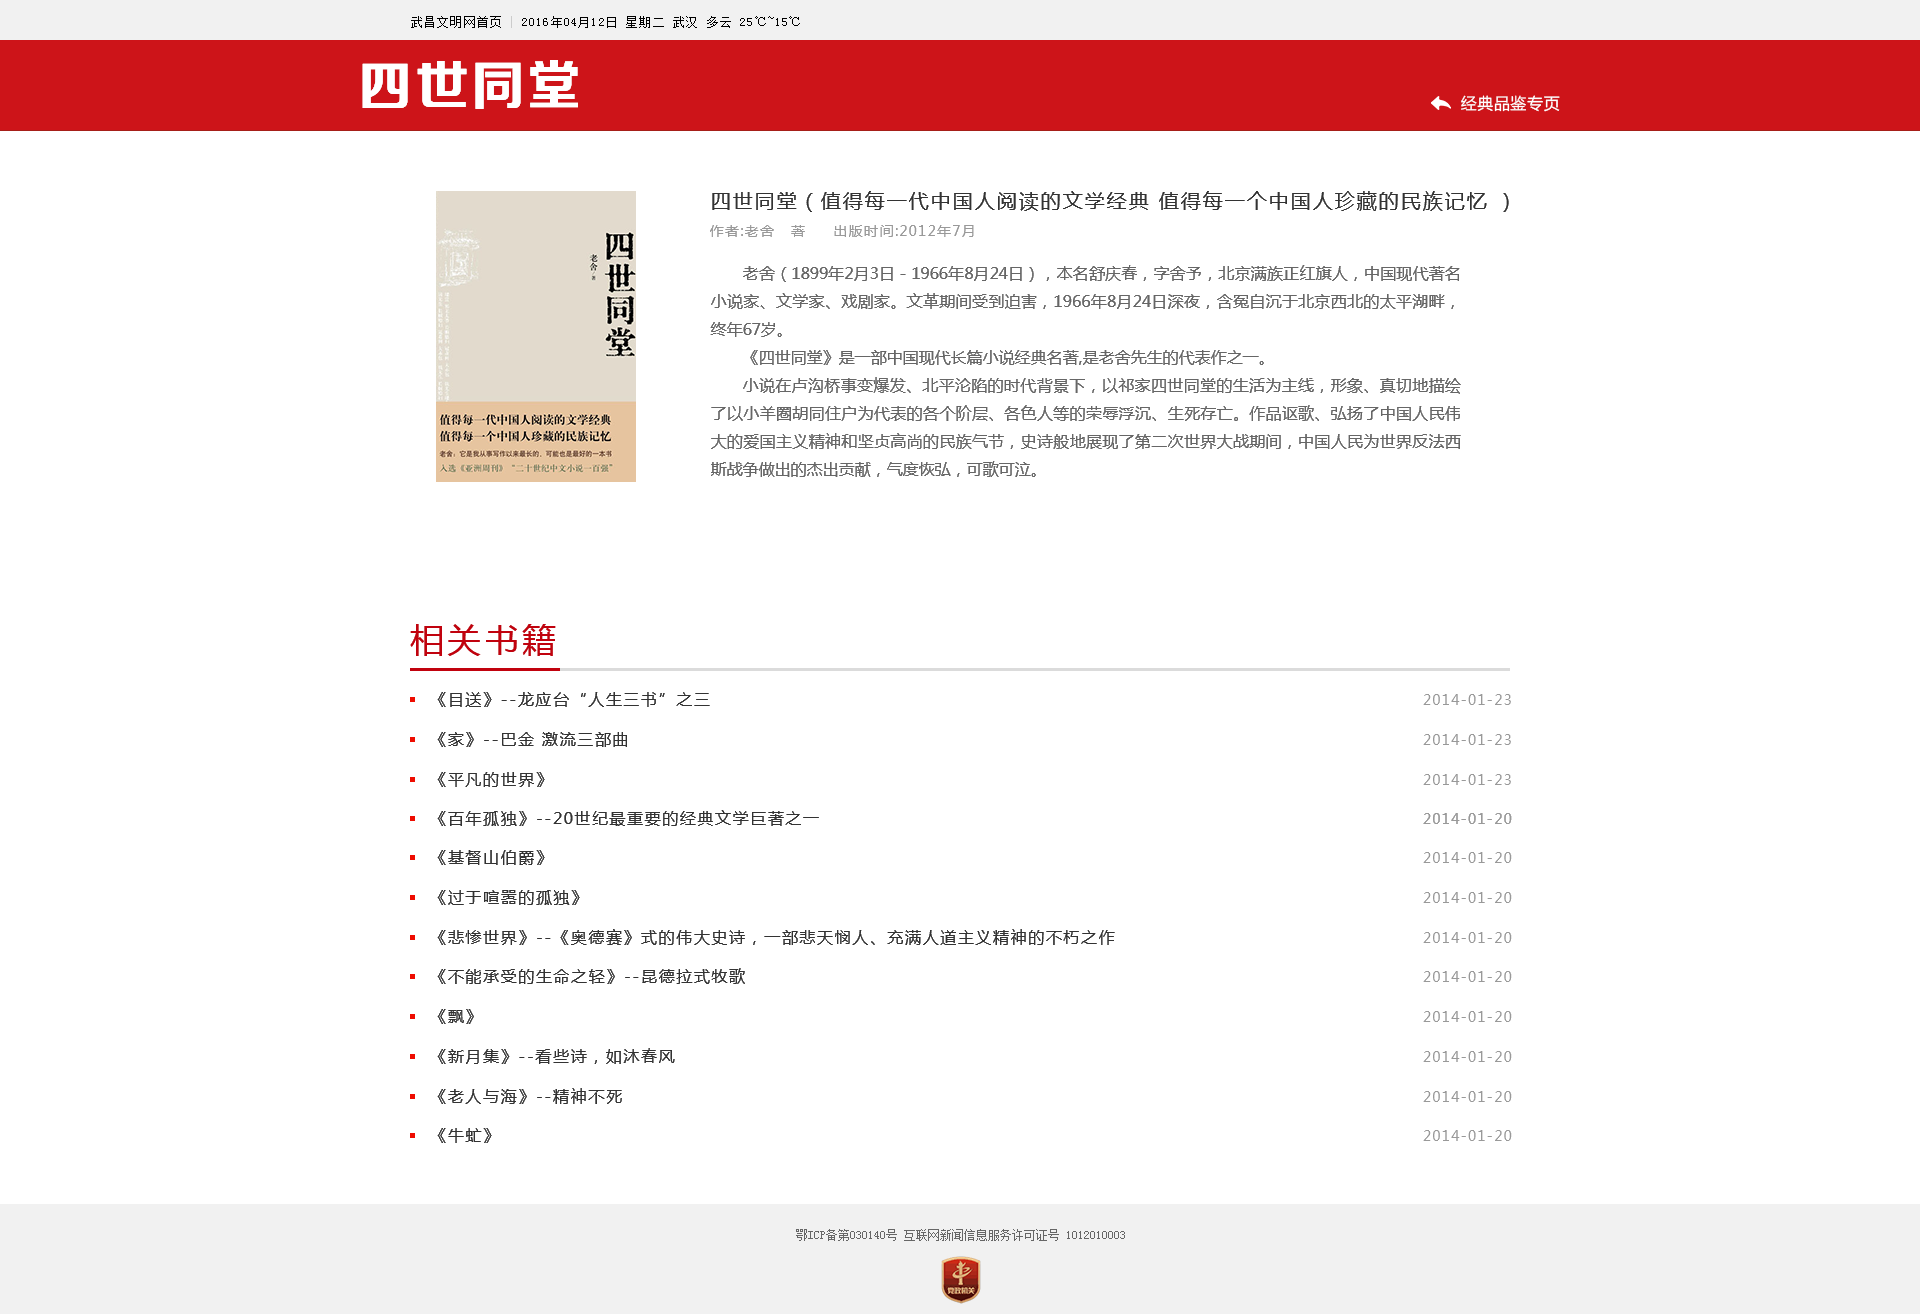 武昌文明网首页 | 2016年04月12日 星期二 武汉 多云 25℃~15℃
四世同堂
经典品鉴专页
四世同堂
老舍 著
值得每一代中国人阅读的文学经典
值得每一个中国人珍藏的民族记忆
老舍：它是我从事写作以来最长的、可能也是最好的一本书
入选《亚洲周刊》“二十世纪中文小说一百强”
四世同堂（值得每一代中国人阅读的文学经典 值得每一个中国人珍藏的民族记忆 ）
作者:老舍 著 出版时间:2012年7月
老舍（1899年2月3日－1966年8月24日），本名舒庆春，字舍予，北京满族正红旗人，中国现代著名
小说家、文学家、戏剧家。文革期间受到迫害，1966年8月24日深夜，含冤自沉于北京西北的太平湖畔，
终年67岁。
《四世同堂》是一部中国现代长篇小说经典名著,是老舍先生的代表作之一。
小说在卢沟桥事变爆发、北平沦陷的时代背景下，以祁家四世同堂的生活为主线，形象、真切地描绘
了以小羊圈胡同住户为代表的各个阶层、各色人等的荣辱浮沉、生死存亡。作品讴歌、弘扬了中国人民伟
大的爱国主义精神和坚贞高尚的民族气节，史诗般地展现了第二次世界大战期间，中国人民为世界反法西
斯战争做出的杰出贡献，气度恢弘，可歌可泣。
相关书籍
《目送》--龙应台“人生三书”之三 2014-01-23
《家》--巴金 激流三部曲 2014-01-23
《平凡的世界》 2014-01-23
《百年孤独》--20世纪最重要的经典文学巨著之一 2014-01-20
《基督山伯爵》 2014-01-20
《过于喧嚣的孤独》 2014-01-20
《悲惨世界》--《奥德赛》式的伟大史诗，一部悲天悯人、充满人道主义精神的不朽之作 2014-01-20
《不能承受的生命之轻》--昆德拉式牧歌 2014-01-20
《飘》 2014-01-20
《新月集》--看些诗，如沐春风 2014-01-20
《老人与海》--精神不死 2014-01-20
《牛虻》 2014-01-20
鄂ICP备第030140号 互联网新闻信息服务许可证号 1012010003
党政机关